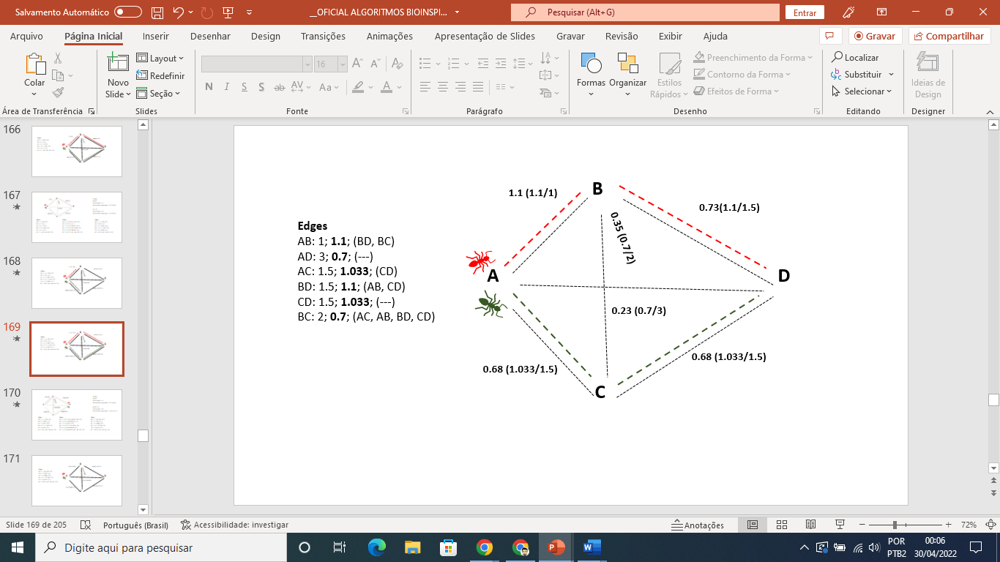 Salvamento Automático
__OFICIAL ALGORITMOS BIOINSPI...
Pesquisar (Alt+G)
Entrar
Arquivo
Página Inicial
Inserir
Desenhar
Design
Transições
Animações
Apresentação de Slides
Gravar
Revisão
Exibir
Ajuda
Gravar
Compartilhar
Colar
Novo
Slide
Layout
Redefinir
Seção
16
N I S S ab AV Aa
A
Formas
Organizar
Estilos
Rápidos
Preenchimento da Forma
Contorno da Forma
Efeitos de Forma
Localizar
Substituir
Selecionar
Ideias de
Design
Área de Transferência
Slides
Fonte
Parágrafo
Desenho
Editando
Designer
166
167
168
169
170
171
Edges
AB: 1; 1.1; (BD, BC)
AD: 3; 0.7; (---)
AC: 1.5; 1.033; (CD)
BD: 1.5; 1.1; (AB, CD)
CD: 1.5; 1.033; (---)
BC: 2; 0.7; (AC, AB, BD, CD)
1.1 (1.1/1)
B
0.73(1.1/1.5)
0.35 (0.7/2)
A
D
0.23 (0.7/3)
0.68 (1.033/1.5)
0.68 (1.033/1.5)
C
Slide 169 de 205
Português (Brasil)
Acessibilidade: investigar
Anotações
72%
Digite aqui para pesquisar
POR
PTB2
00:06
30/04/2022